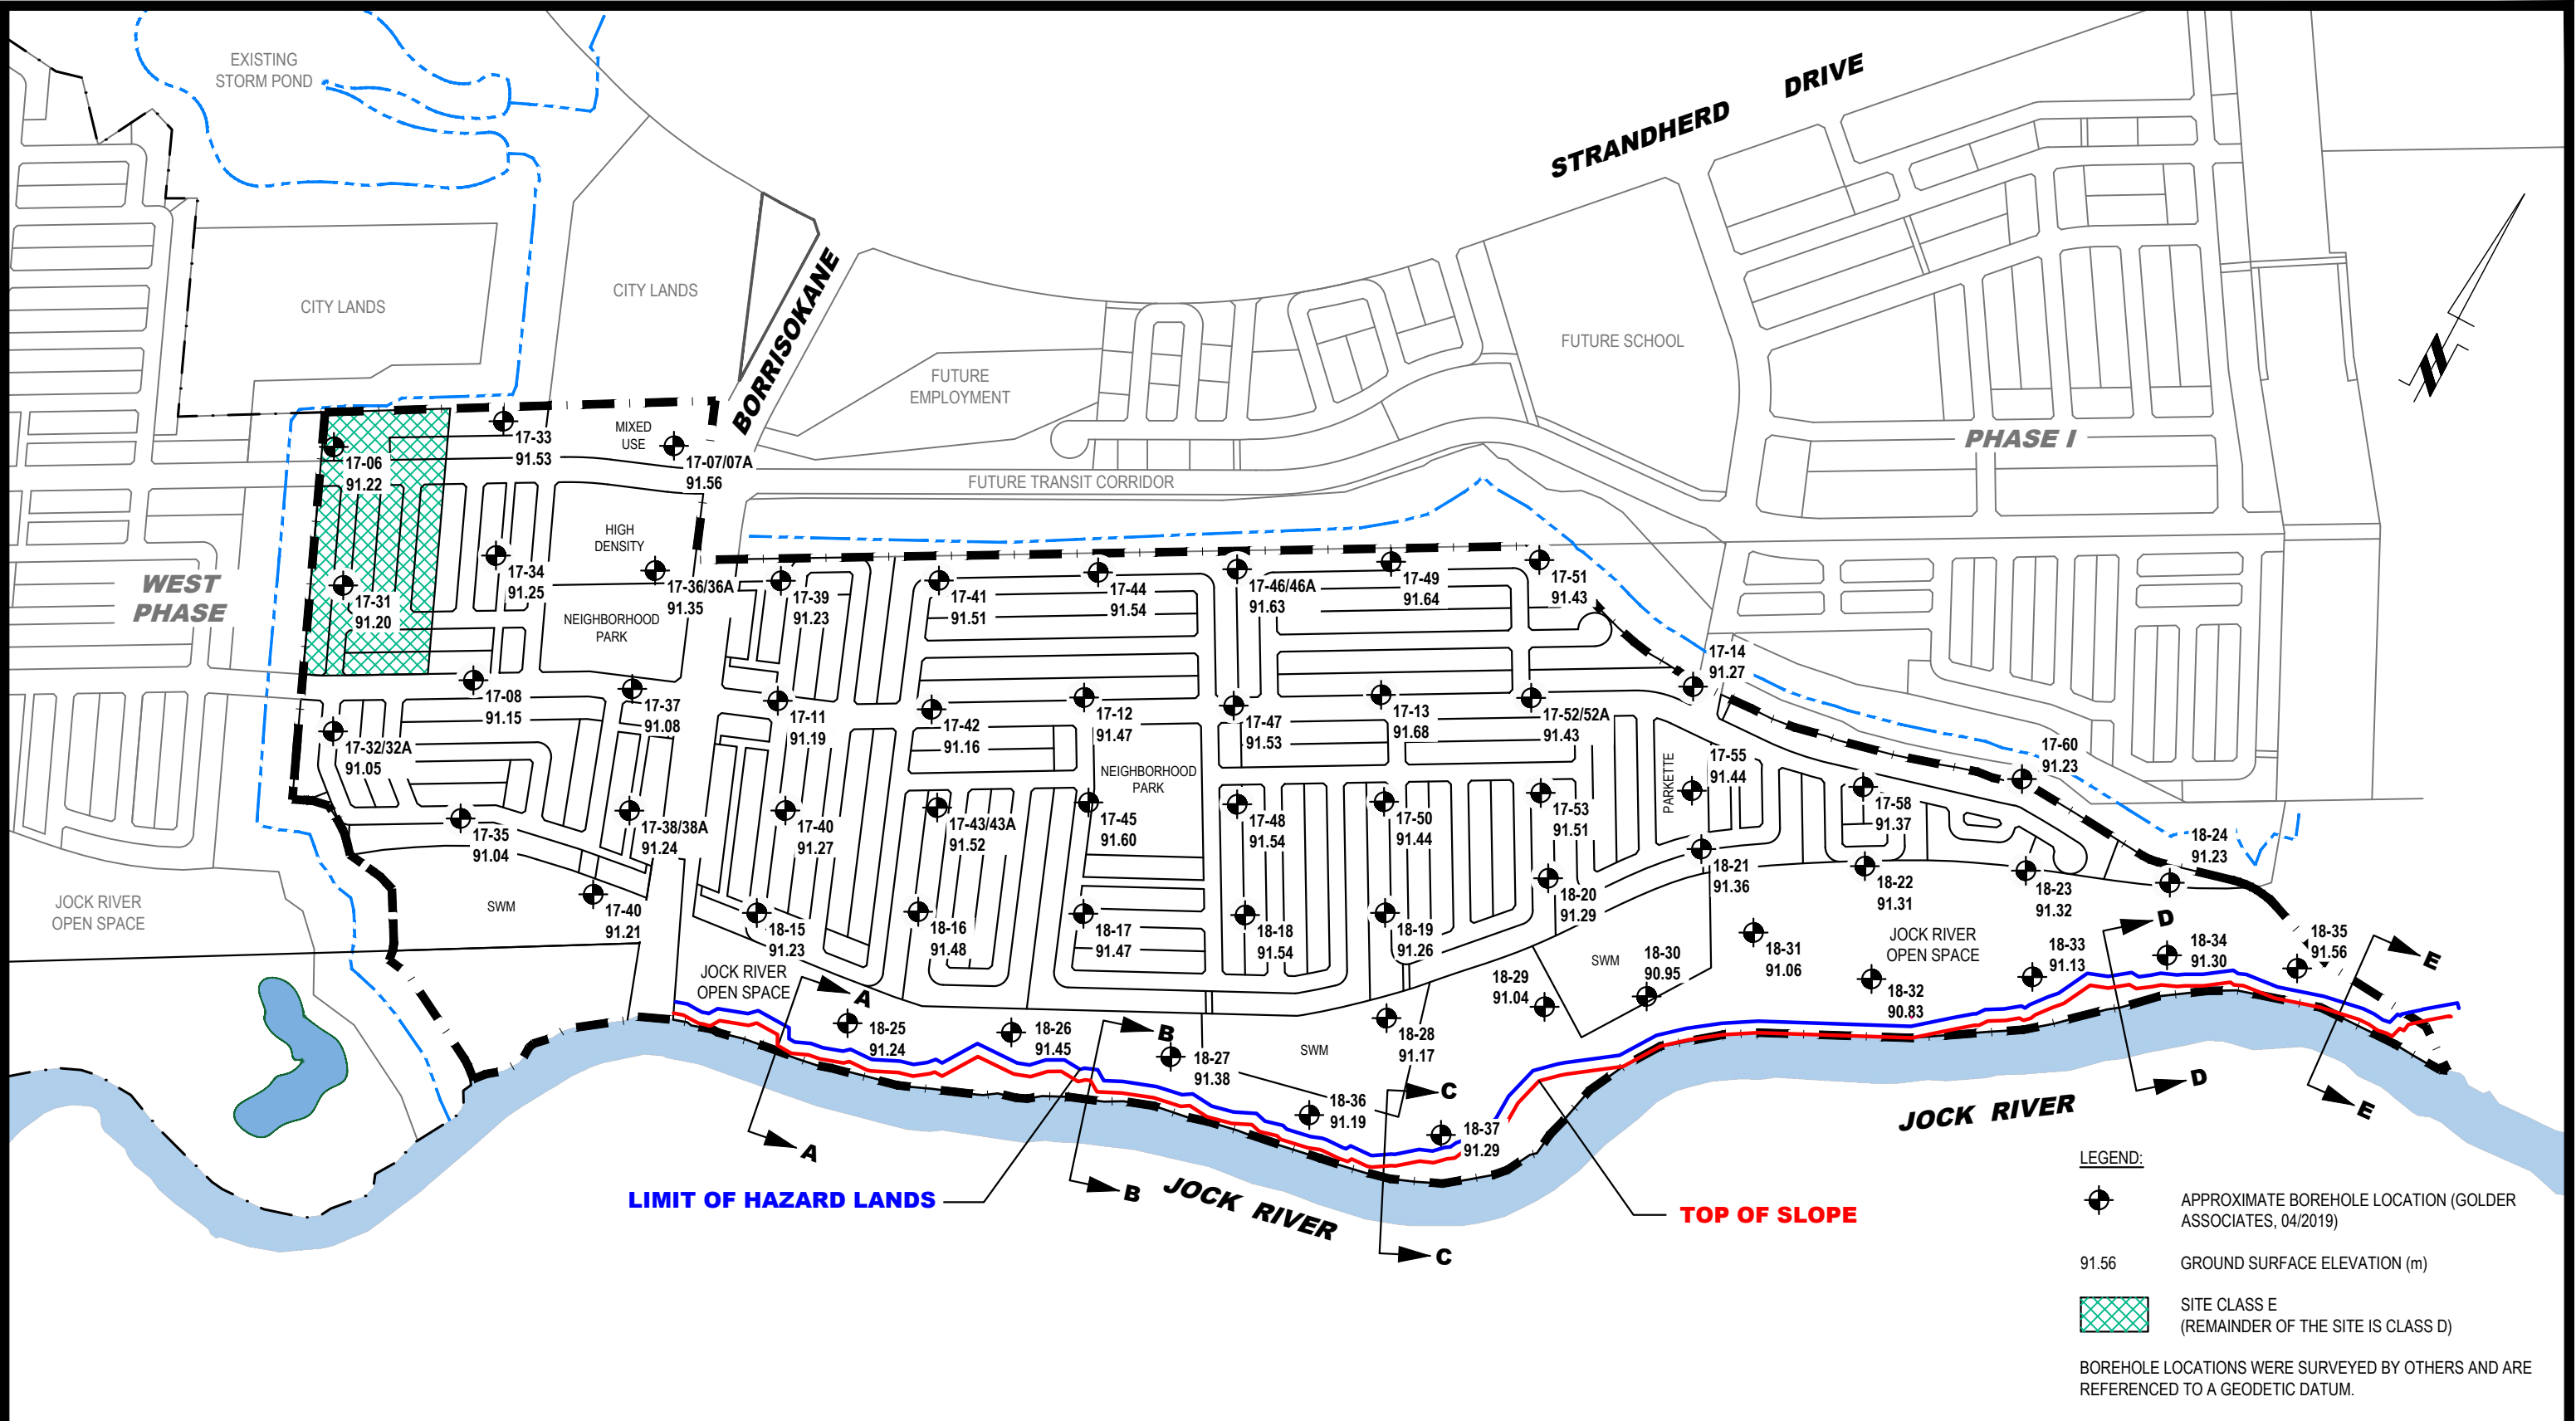 EXISTING
STORM POND
STRANDHERD DRIVE
CITY LANDS
CITY LANDS
BORRISOKANE
FUTURE SCHOOL
FUTURE
EMPLOYMENT
PHASE I
FUTURE TRANSIT CORRIDOR
MIXED
USE
17-33
91.53
17-06
91.22
17-07/07A
91.56
HIGH
DENSITY
WEST
PHASE
17-34
91.25
17-31
91.20
17-36/36A
91.35
NEIGHBORHOOD
PARK
17-39
91.23
17-41
91.51
17-44
91.54
17-46/46A
91.63
17-49
91.64
17-51
91.43
17-14
91.27
17-08
91.15
17-37
91.08
17-11
91.19
17-42
91.16
17-12
91.47
17-47
91.53
17-13
91.68
17-52/52A
91.43
17-32/32A
91.05
17-60
91.23
NEIGHBORHOOD
PARK
PARKETTE
17-55
91.44
17-58
91.37
17-35
91.04
17-38/38A
91.24
17-40
91.27
17-43/43A
91.52
17-45
91.60
17-48
91.54
17-50
91.44
17-53
91.51
18-24
91.23
18-21
91.36
18-22
91.31
18-23
91.32
18-20
91.29
JOCK RIVER
OPEN SPACE
SWM
17-40
91.21
18-15
91.23
18-16
91.48
18-17
91.47
18-18
91.54
18-19
91.26
18-31
91.06
JOCK RIVER
OPEN SPACE
D
18-33
91.13
18-34
91.30
18-35
91.56
E
SWM
18-30
90.95
18-29
91.04
18-32
90.83
JOCK RIVER
OPEN SPACE
A
18-25
91.24
18-26
91.45
B
18-27
91.38
SWM
18-28
91.17
C
18-36
91.19
18-37
91.29
D
E
JOCK RIVER
A
B
JOCK RIVER
C
LIMIT OF HAZARD LANDS
TOP OF SLOPE
LEGEND:
APPROXIMATE BOREHOLE LOCATION (GOLDER
ASSOCIATES, 04/2019)
91.56 GROUND SURFACE ELEVATION (m)
SITE CLASS E
(REMAINDER OF THE SITE IS CLASS D)
BOREHOLE LOCATIONS WERE SURVEYED BY OTHERS AND ARE
REFERENCED TO A GEODETIC DATUM.